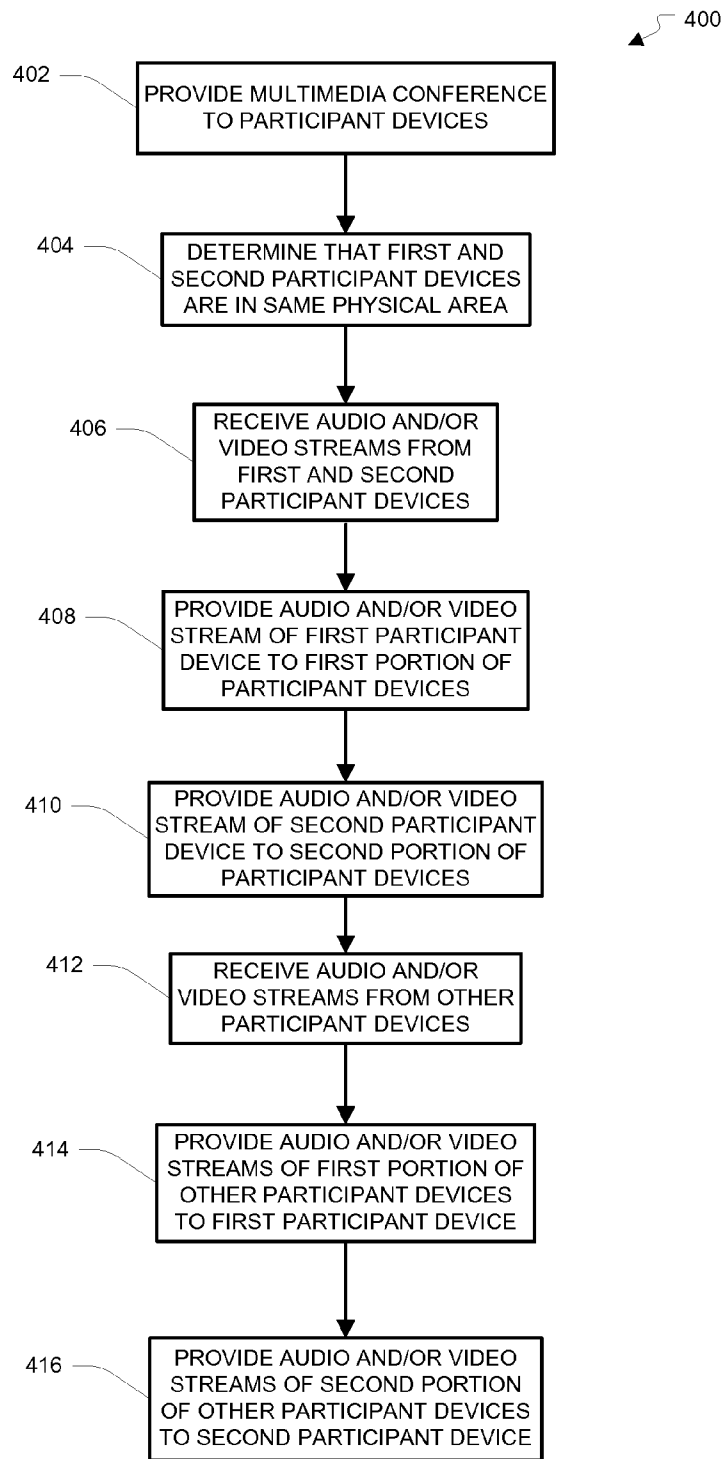 400
402
PROVIDE MULTIMEDIA CONFERENCE
TO PARTICIPANT DEVICES
404
DETERMINE THAT FIRST AND
SECOND PARTICIPANT DEVICES
ARE IN SAME PHYSICAL AREA
406
RECEIVE AUDIO AND/OR
VIDEO STREAMS FROM
FIRST AND SECOND
PARTICIPANT DEVICES
408
PROVIDE AUDIO AND/OR VIDEO
STREAM OF FIRST PARTICIPANT
DEVICE TO FIRST PORTION OF
PARTICIPANT DEVICES
410
PROVIDE AUDIO AND/OR VIDEO
STREAM OF SECOND PARTICIPANT
DEVICE TO SECOND PORTION OF
PARTICIPANT DEVICES
412
RECEIVE AUDIO AND/OR
VIDEO STREAMS FROM OTHER
PARTICIPANT DEVICES
414
PROVIDE AUDIO AND/OR VIDEO
STREAMS OF FIRST PORTION OF
OTHER PARTICIPANT DEVICES
TO FIRST PARTICIPANT DEVICE
416
PROVIDE AUDIO AND/OR VIDEO
STREAMS OF SECOND PORTION
OF OTHER PARTICIPANT DEVICES
TO SECOND PARTICIPANT DEVICE